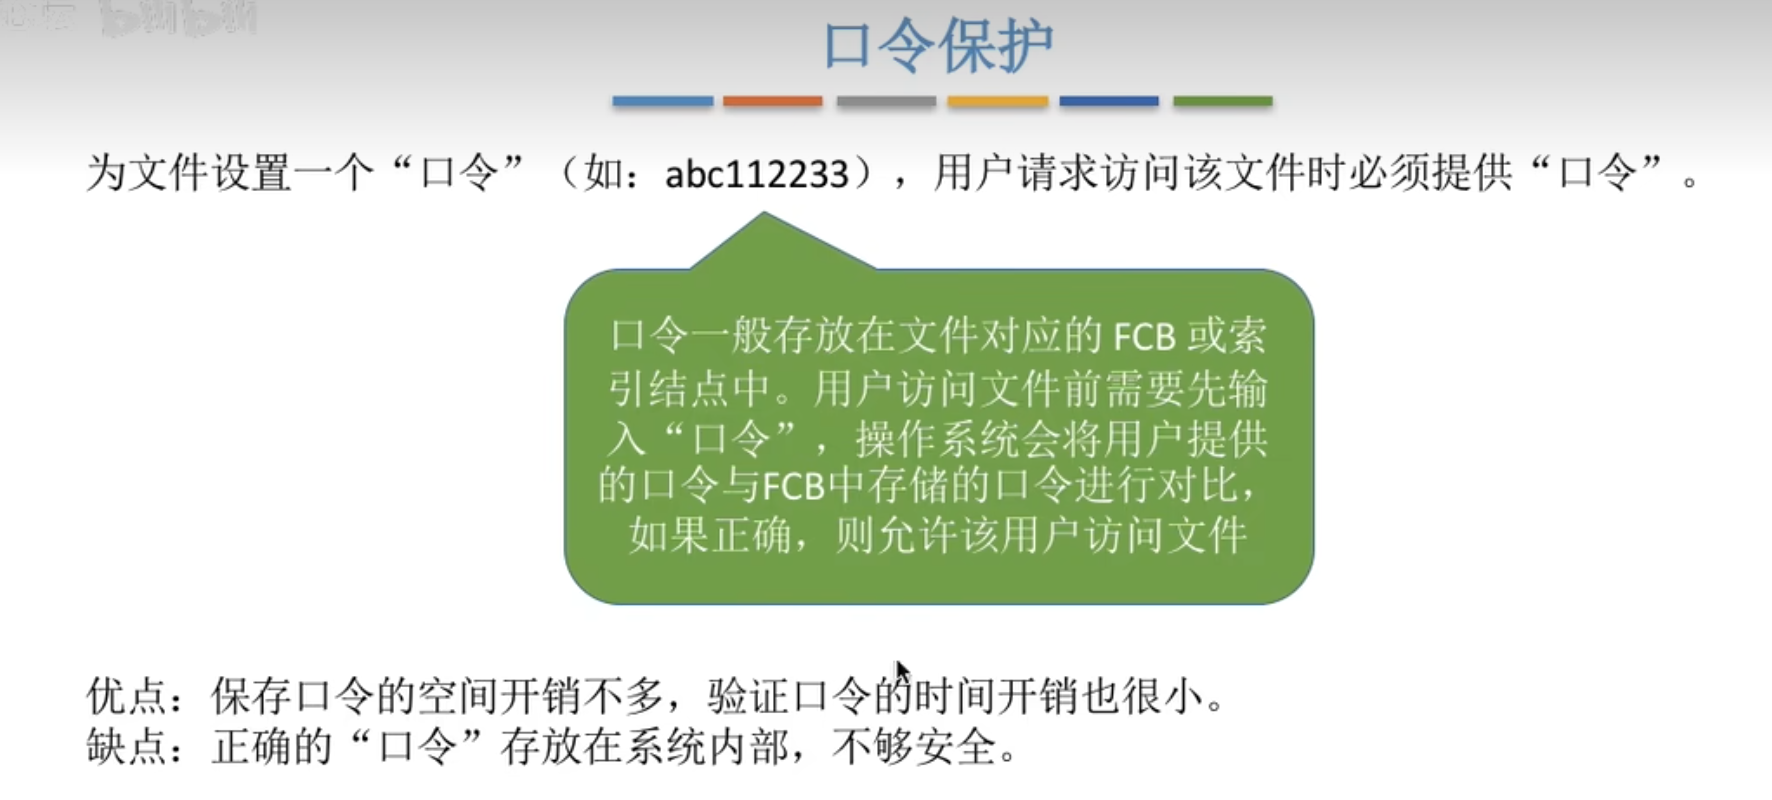 bilibili
口令保护
为文件设置一个“口令”（如：abc112233），用户请求访问该文件时必须提供“口令”。
口令一般存放在文件对应的 FCB 或索
引结点中。用户访问文件前需要先输
入“口令”，操作系统会将用户提供
的口令与FCB中存储的口令进行对比，
如果正确，则允许该用户访问文件
优点：保存口令的空间开销不多，验证口令的时间开销也很小。
缺点：正确的“口令”存放在系统内部，不够安全。